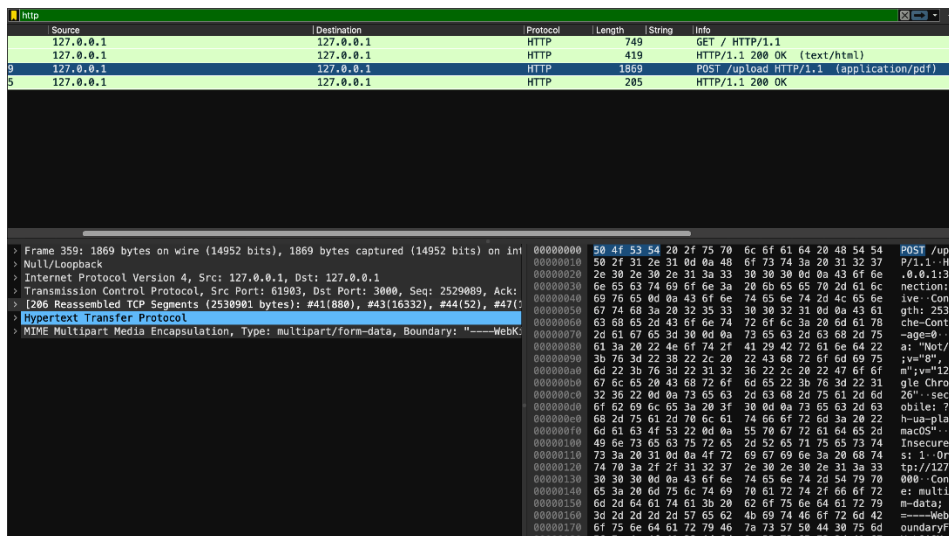 http
Source Destination Protocol Length String Info
127.0.0.1 127.0.0.1 HTTP 749 GET / HTTP/1.1
127.0.0.1 127.0.0.1 HTTP 419 HTTP/1.1 200 OK (text/html)
9 127.0.0.1 127.0.0.1 HTTP 1869 POST /upload HTTP/1.1 (application/pdf)
5 127.0.0.1 127.0.0.1 HTTP 205 HTTP/1.1 200 OK
> Frame 359: 1869 bytes on wire (14952 bits), 1869 bytes captured (14952 bits) on int
> Null/Loopback
> Internet Protocol Version 4, Src: 127.0.0.1, Dst: 127.0.0.1
> Transmission Control Protocol, Src Port: 61903, Dst Port: 3000, Seq: 2529089, Ack:
> [206 Reassembled TCP Segments (2530901 bytes): #41(880), #43(16332), #44(52), #47(1
> Hypertext Transfer Protocol
> MIME Multipart Media Encapsulation, Type: multipart/form-data, Boundary: "----WebKi
00000000 50 4f 53 54 20 2f 75 70 6c 6f 61 64 20 48 54 54 POST /up
00000010 50 2f 31 2e 31 0d 0a 48 6f 73 74 3a 20 31 32 37 P/1.1··H
00000020 2e 30 2e 30 2e 31 3a 33 30 30 30 0d 0a 43 6f 6e .0.0.1:3
00000030 6e 65 63 74 69 6f 6e 3a 20 6b 65 65 70 2d 61 6c nection:
00000040 69 76 65 0d 0a 43 6f 6e 74 65 6e 74 2d 4c 65 6e ive··Con
00000050 67 74 68 3a 20 32 35 33 30 30 32 31 0d 0a 43 61 gth: 253
00000060 63 68 65 2d 43 6f 6e 74 72 6f 6c 3a 20 6d 61 78 che-Cont
00000070 2d 61 67 65 3d 30 0d 0a 73 65 63 2d 63 68 2d 75 -age=0··
00000080 61 3a 20 22 4e 6f 74 2f 41 29 42 72 61 6e 64 22 a: "Not/
00000090 3b 76 3d 22 38 22 2c 20 22 43 68 72 6f 6d 69 75 ;v="8",
000000a0 6d 22 3b 76 3d 22 31 32 36 22 2c 20 22 47 6f 6f m";v="12
000000b0 67 6c 65 20 43 68 72 6f 6d 65 22 3b 76 3d 22 31 gle Chro
000000c0 32 36 22 0d 0a 73 65 63 2d 63 68 2d 75 61 2d 6d 26"··sec
000000d0 6f 62 69 6c 65 3a 20 3f 30 0d 0a 73 65 63 2d 63 obile: ?
000000e0 68 2d 75 61 2d 70 6c 61 74 66 6f 72 6d 3a 20 22 h-ua-pla
000000f0 6d 61 63 4f 53 22 0d 0a 55 70 67 72 61 64 65 2d macOS"··
00000100 49 6e 73 65 63 75 72 65 2d 52 65 71 75 65 73 74 Insecure
00000110 73 3a 20 31 0d 0a 4f 72 69 67 69 6e 3a 20 68 74 s: 1··Or
00000120 74 70 3a 2f 2f 31 32 37 2e 30 2e 30 2e 31 3a 33 tp://127
00000130 30 30 30 0d 0a 43 6f 6e 74 65 6e 74 2d 54 79 70 000··Con
00000140 65 3a 20 6d 75 6c 74 69 70 61 72 74 2f 66 6f 72 e: multi
00000150 6d 2d 64 61 74 61 3b 20 62 6f 75 6e 64 61 72 79 m-data;
00000160 3d 2d 2d 2d 2d 57 65 62 4b 69 74 46 6f 72 6d 42 =----Web
00000170 6f 75 6e 64 61 72 79 46 7a 73 57 50 44 30 75 6d oundaryF